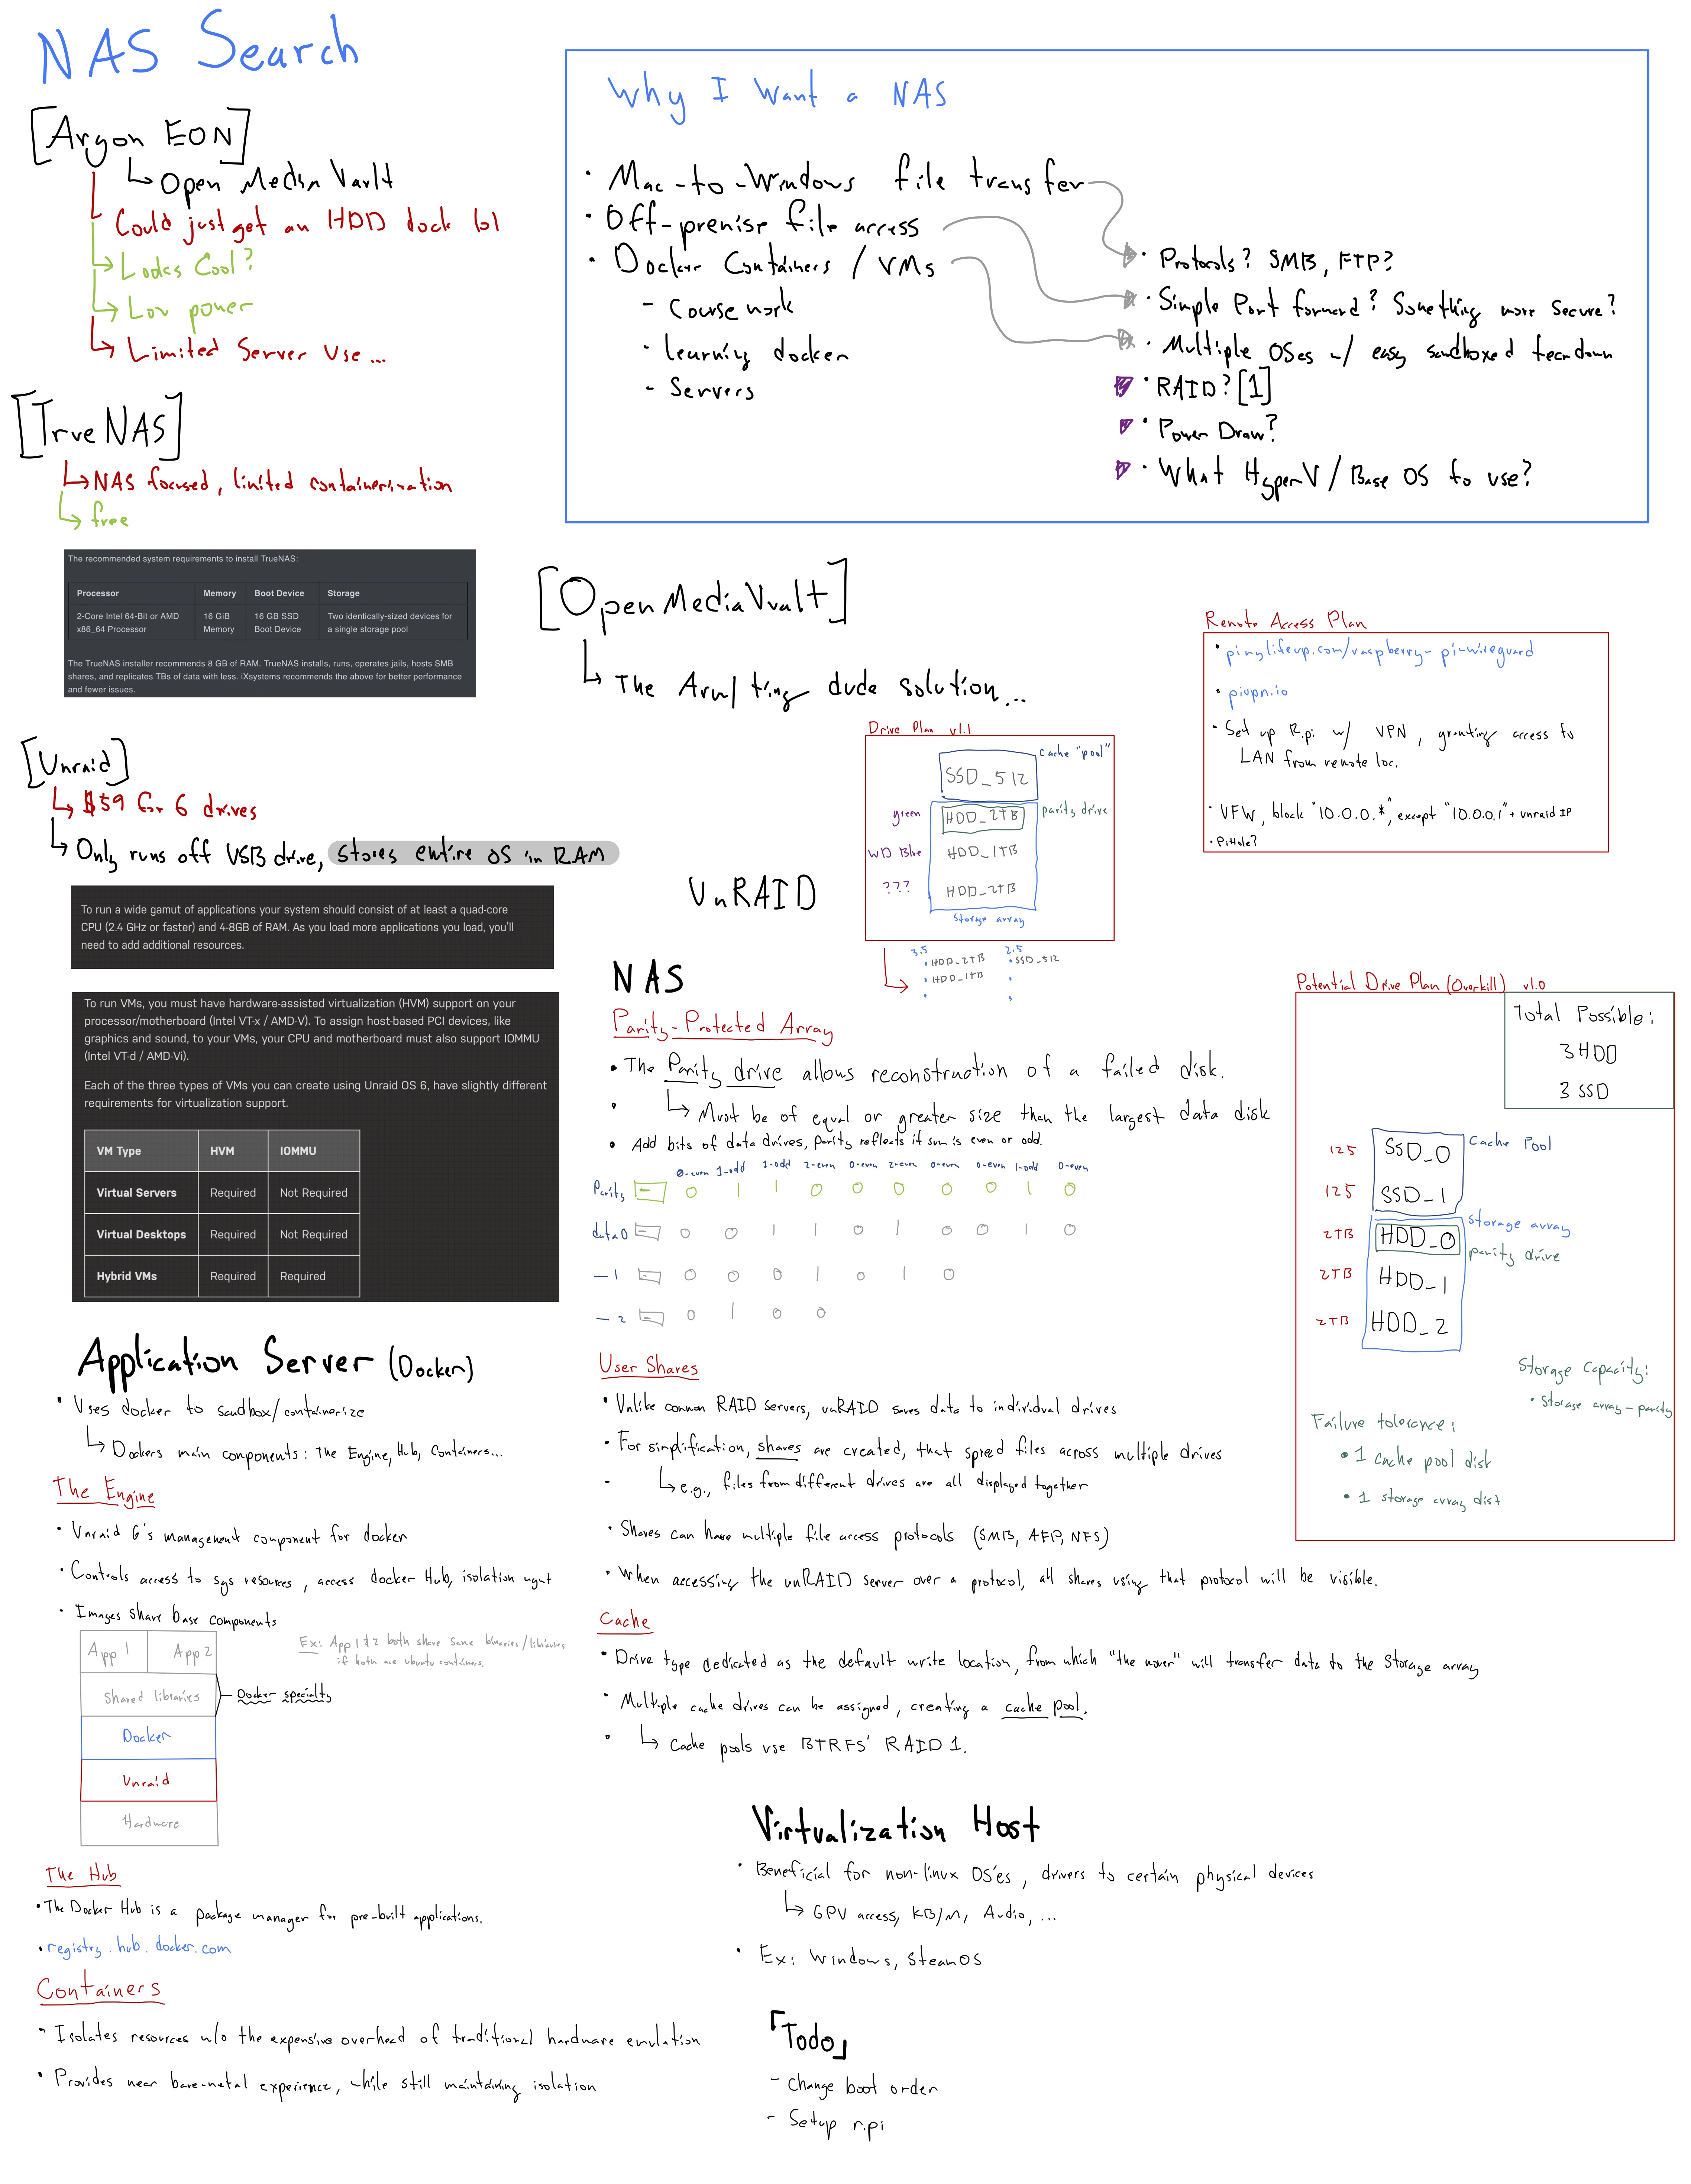 NAS Search
[Argon EON]
↳ Open Media Vault
Could just get an HDD dock lol
↳ Looks Cool?
↳ Low power
↳ Limited Server Use...
[TrueNAS]
↳ NAS focused, limited containerization
↳ free
The recommended system requirements to install TrueNAS:
Processor Memory Boot Device Storage
2-Core Intel 64-Bit or AMD 16 GiB 16 GB SSD Two identically-sized devices for
x86_64 Processor Memory Boot Device a single storage pool
The TrueNAS installer recommends 8 GB of RAM. TrueNAS installs, runs, operates jails, hosts SMB
shares, and replicates TBs of data with less. iXsystems recommends the above for better performance
and fewer issues.
Why I Want a NAS
· Mac-to-Windows file transfer
· Off-premise file access
· Docker Containers / VMs
- Course work
- learning docker
- Servers
· Protocols? SMB, FTP?
· Simple Port forward? Something more Secure?
· Multiple OSes w/ easy sandboxed teardown
· RAID? [1]
· Power Draw?
· What HyperV/Base OS to use?
[OpenMediaVault]
↳ The Arm/ting dude solution...
Remote Access Plan
· pimylifeup.com/raspberry-pi-wireguard
· pivpn.io
· Set up R.pi w/ VPN, granting access to
LAN from remote loc.
· UFW, block "10.0.0.*", except "10.0.0.1" + unraid IP
· PiHole?
[Unraid]
↳ $59 for 6 drives
↳ Only runs off USB drive, stores entire OS in RAM
To run a wide gamut of applications your system should consist of at least a quad-core
CPU (2.4 GHz or faster) and 4-8GB of RAM. As you load more applications you load, you'll
need to add additional resources.
To run VMs, you must have hardware-assisted virtualization (HVM) support on your
processor/motherboard (Intel VT-x / AMD-V). To assign host-based PCI devices, like
graphics and sound, to your VMs, your CPU and motherboard must also support IOMMU
(Intel VT-d / AMD-Vi).
Each of the three types of VMs you can create using Unraid OS 6, have slightly different
requirements for virtualization support.
VM Type HVM IOMMU
Virtual Servers Required Not Required
Virtual Desktops Required Not Required
Hybrid VMs Required Required
Drive Plan v1.1
SSD_512 cache "pool"
green HDD_2TB parity drive
WD Blue HDD_1TB
??? HDD_2TB
storage array
3.5 2.5
· HDD_2TB · SSD_512
· HDD_1TB ·
· ·
UnRAID
NAS
Parity-Protected Array
· The Parity drive allows reconstruction of a failed disk.
· ↳ Must be of equal or greater size than the largest data disk
· Add bits of data drives, parity reflects if sum is even or odd.
0-even 1-odd 1-odd 2-even 0-even 2-even 0-even 0-even 1-odd 0-even
Parity 0 1 1 0 0 0 0 0 1 0
data 0 0 0 1 1 0 1 0 0 1 0
— 1 0 0 0 1 0 1 0
— 2 0 1 0 0
Potential Drive Plan (Overkill) v1.0
Total Possible:
3 HDD
3 SSD
125 SSD_0 Cache Pool
125 SSD_1
storage array
2TB HDD_0
parity drive
2TB HDD_1
2TB HDD_2
Storage Capacity:
· Storage array - parity
Failure tolerance:
· 1 cache pool disk
· 1 storage array disk
User Shares
· Unlike common RAID servers, unRAID saves data to individual drives
· For simplification, shares are created, that spread files across multiple drives
- ↳ e.g., files from different drives are all displayed together
· Shares can have multiple file access protocols (SMB, AFP, NFS)
· When accessing the unRAID server over a protocol, all shares using that protocol will be visible.
Cache
· Drive type dedicated as the default write location, from which "the mover" will transfer data to the Storage array
· Multiple cache drives can be assigned, creating a cache pool.
· ↳ Cache pools use BTRFS' RAID 1.
Application Server (Docker)
· Uses docker to sandbox/containerize
↳ Dockers main components: The Engine, Hub, Containers...
The Engine
· Unraid 6's management component for docker
· Controls access to sys resources, access docker Hub, isolation mgmt
· Images share base components
App 1 App 2
Shared libraries
Docker
Unraid
Hardware
Docker specialty
Ex: App 1 & 2 both share same binaries/libraries
if both are ubuntu containers.
The Hub
· The Docker Hub is a package manager for pre-built applications.
· registry.hub.docker.com
Containers
- Isolates resources w/o the expensive overhead of traditional hardware emulation
· Provides near bare-metal experience, while still maintaining isolation
Virtualization Host
· Beneficial for non-linux OS'es, drivers to certain physical devices
↳ GPU access, KB/M, Audio, ...
· Ex: Windows, SteamOS
「Todo」
- Change boot order
- Setup r.pi